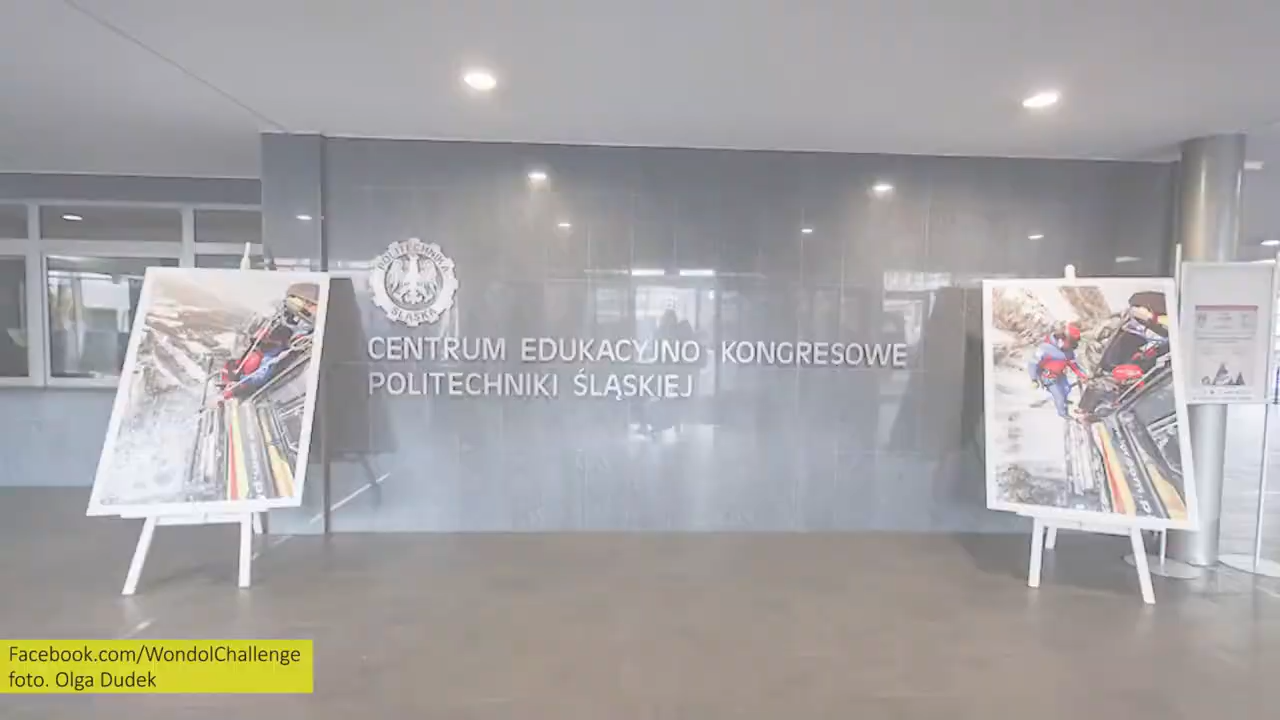 POLITECHNIKA
ŚLĄSKA
CENTRUM EDUKACYJNO-KONGRESOWE
POLITECHNIKI ŚLĄSKIEJ
Facebook.com/WondolChallenge
foto. Olga Dudek